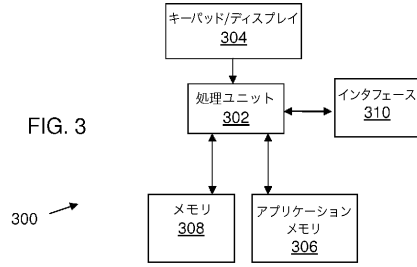 キーパッド/ディスプレイ
304
処理ユニット
302
インタフェース
310
FIG. 3
300
メモリ
308
アプリケーション
メモリ
306